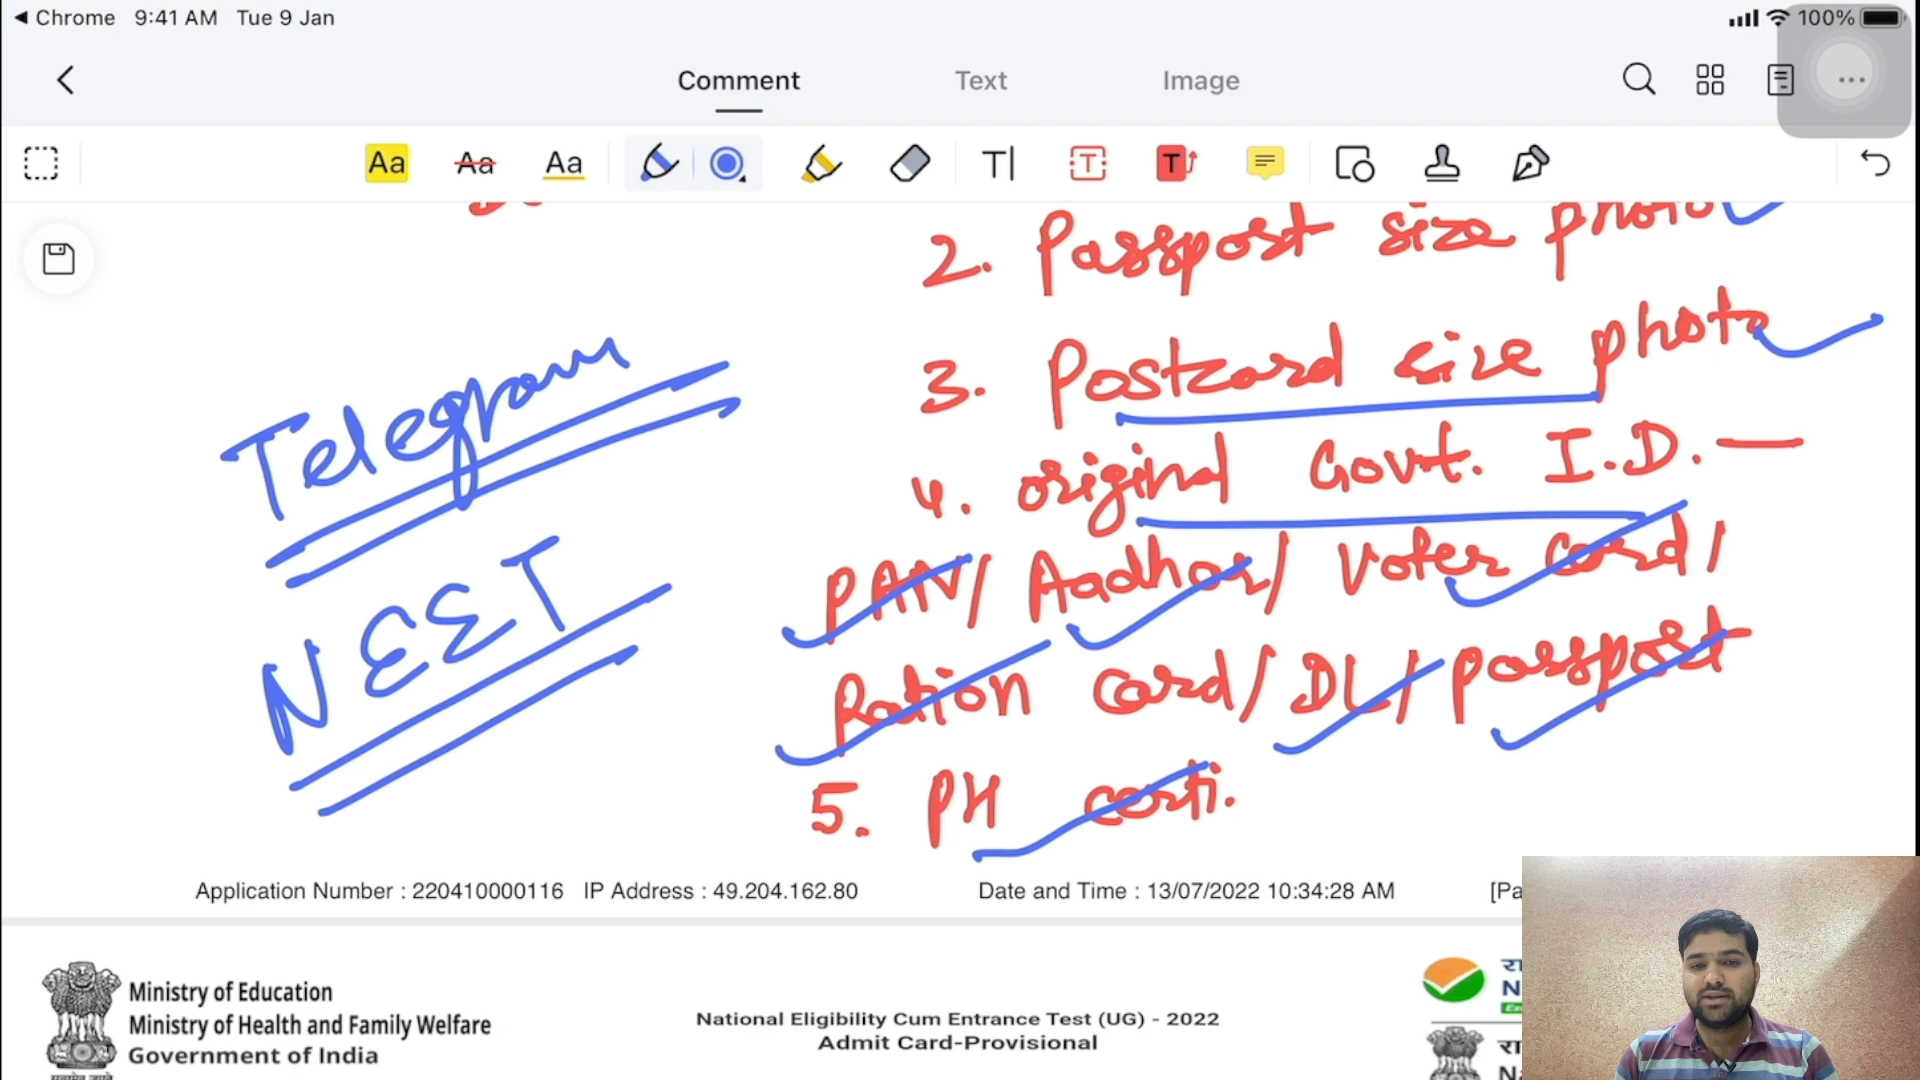 Chrome 9:41 AM Tue 9 Jan 100%
Comment Text Image
Aa Aa Aa T T T
2. Passport size photo
3. Postcard size photo
4. original Govt. I.D. —
PAN/ Aadhar/ Voter Card/
Ration Card/ DL/ Passport
5. PH certi.
Telegram
NEET
Application Number : 220410000116 IP Address : 49.204.162.80 Date and Time : 13/07/2022 10:34:28 AM [Pa
Ministry of Education
Ministry of Health and Family Welfare
Government of India
National Eligibility Cum Entrance Test (UG) - 2022
Admit Card-Provisional